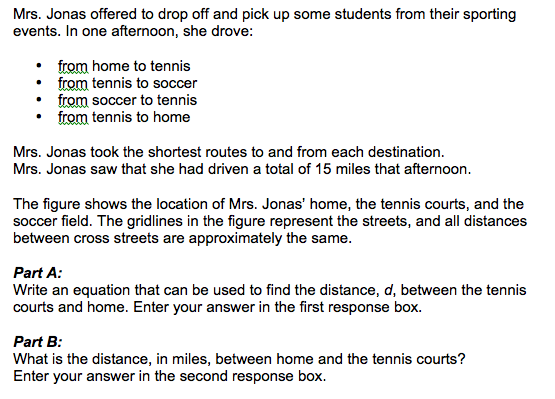 Mrs. Jonas offered to drop off and pick up some students from their sporting
events. In one afternoon, she drove:
• from home to tennis
• from tennis to soccer
• from soccer to tennis
• from tennis to home
Mrs. Jonas took the shortest routes to and from each destination.
Mrs. Jonas saw that she had driven a total of 15 miles that afternoon.
The figure shows the location of Mrs. Jonas' home, the tennis courts, and the
soccer field. The gridlines in the figure represent the streets, and all distances
between cross streets are approximately the same.
Part A:
Write an equation that can be used to find the distance, d, between the tennis
courts and home. Enter your answer in the first response box.
Part B:
What is the distance, in miles, between home and the tennis courts?
Enter your answer in the second response box.